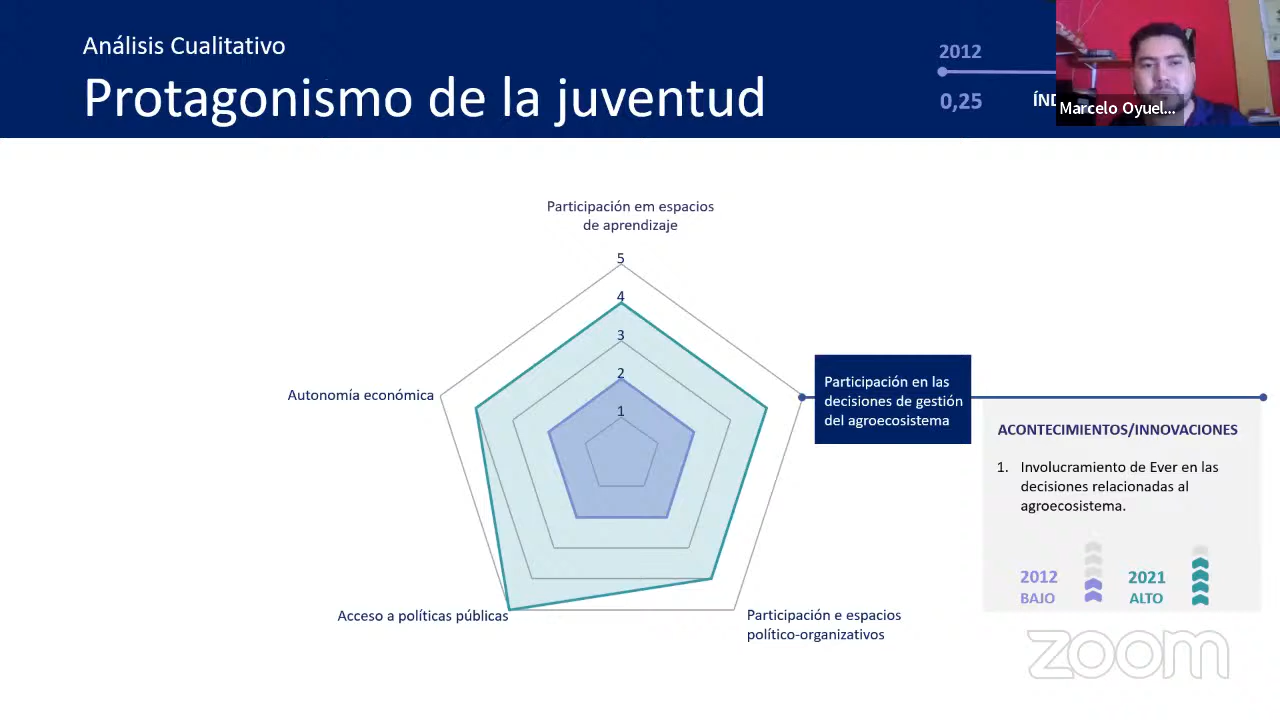 Análisis Cualitativo
Protagonismo de la juventud
2012
0,25
Marcelo Oyuel...
Participación em espacios
de aprendizaje
5
4
3
2
1
Autonomía económica
Participación en las
decisiones de gestión
del agroecosistema
ACONTECIMIENTOS/INNOVACIONES
1. Involucramiento de Ever en las
decisiones relacionadas al
agroecosistema.
2012
BAJO
2021
ALTO
Acceso a políticas públicas
Participación e espacios
político-organizativos
zoom